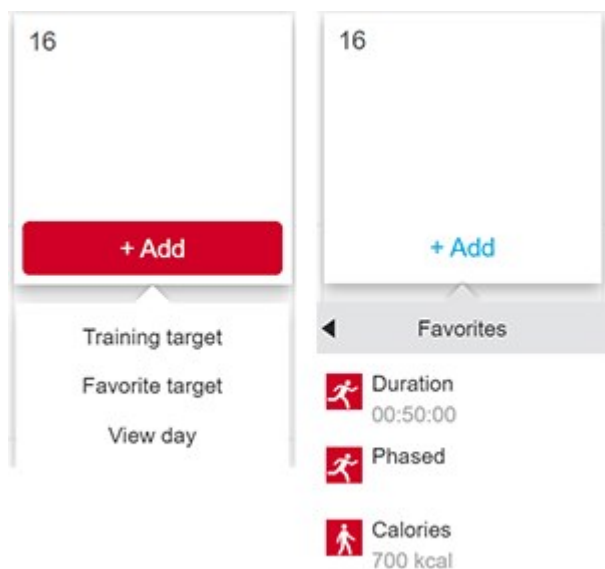 16
+ Add
Training target
Favorite target
View day
16
+ Add
Favorites
Duration
00:50:00
Phased
Calories
700 kcal